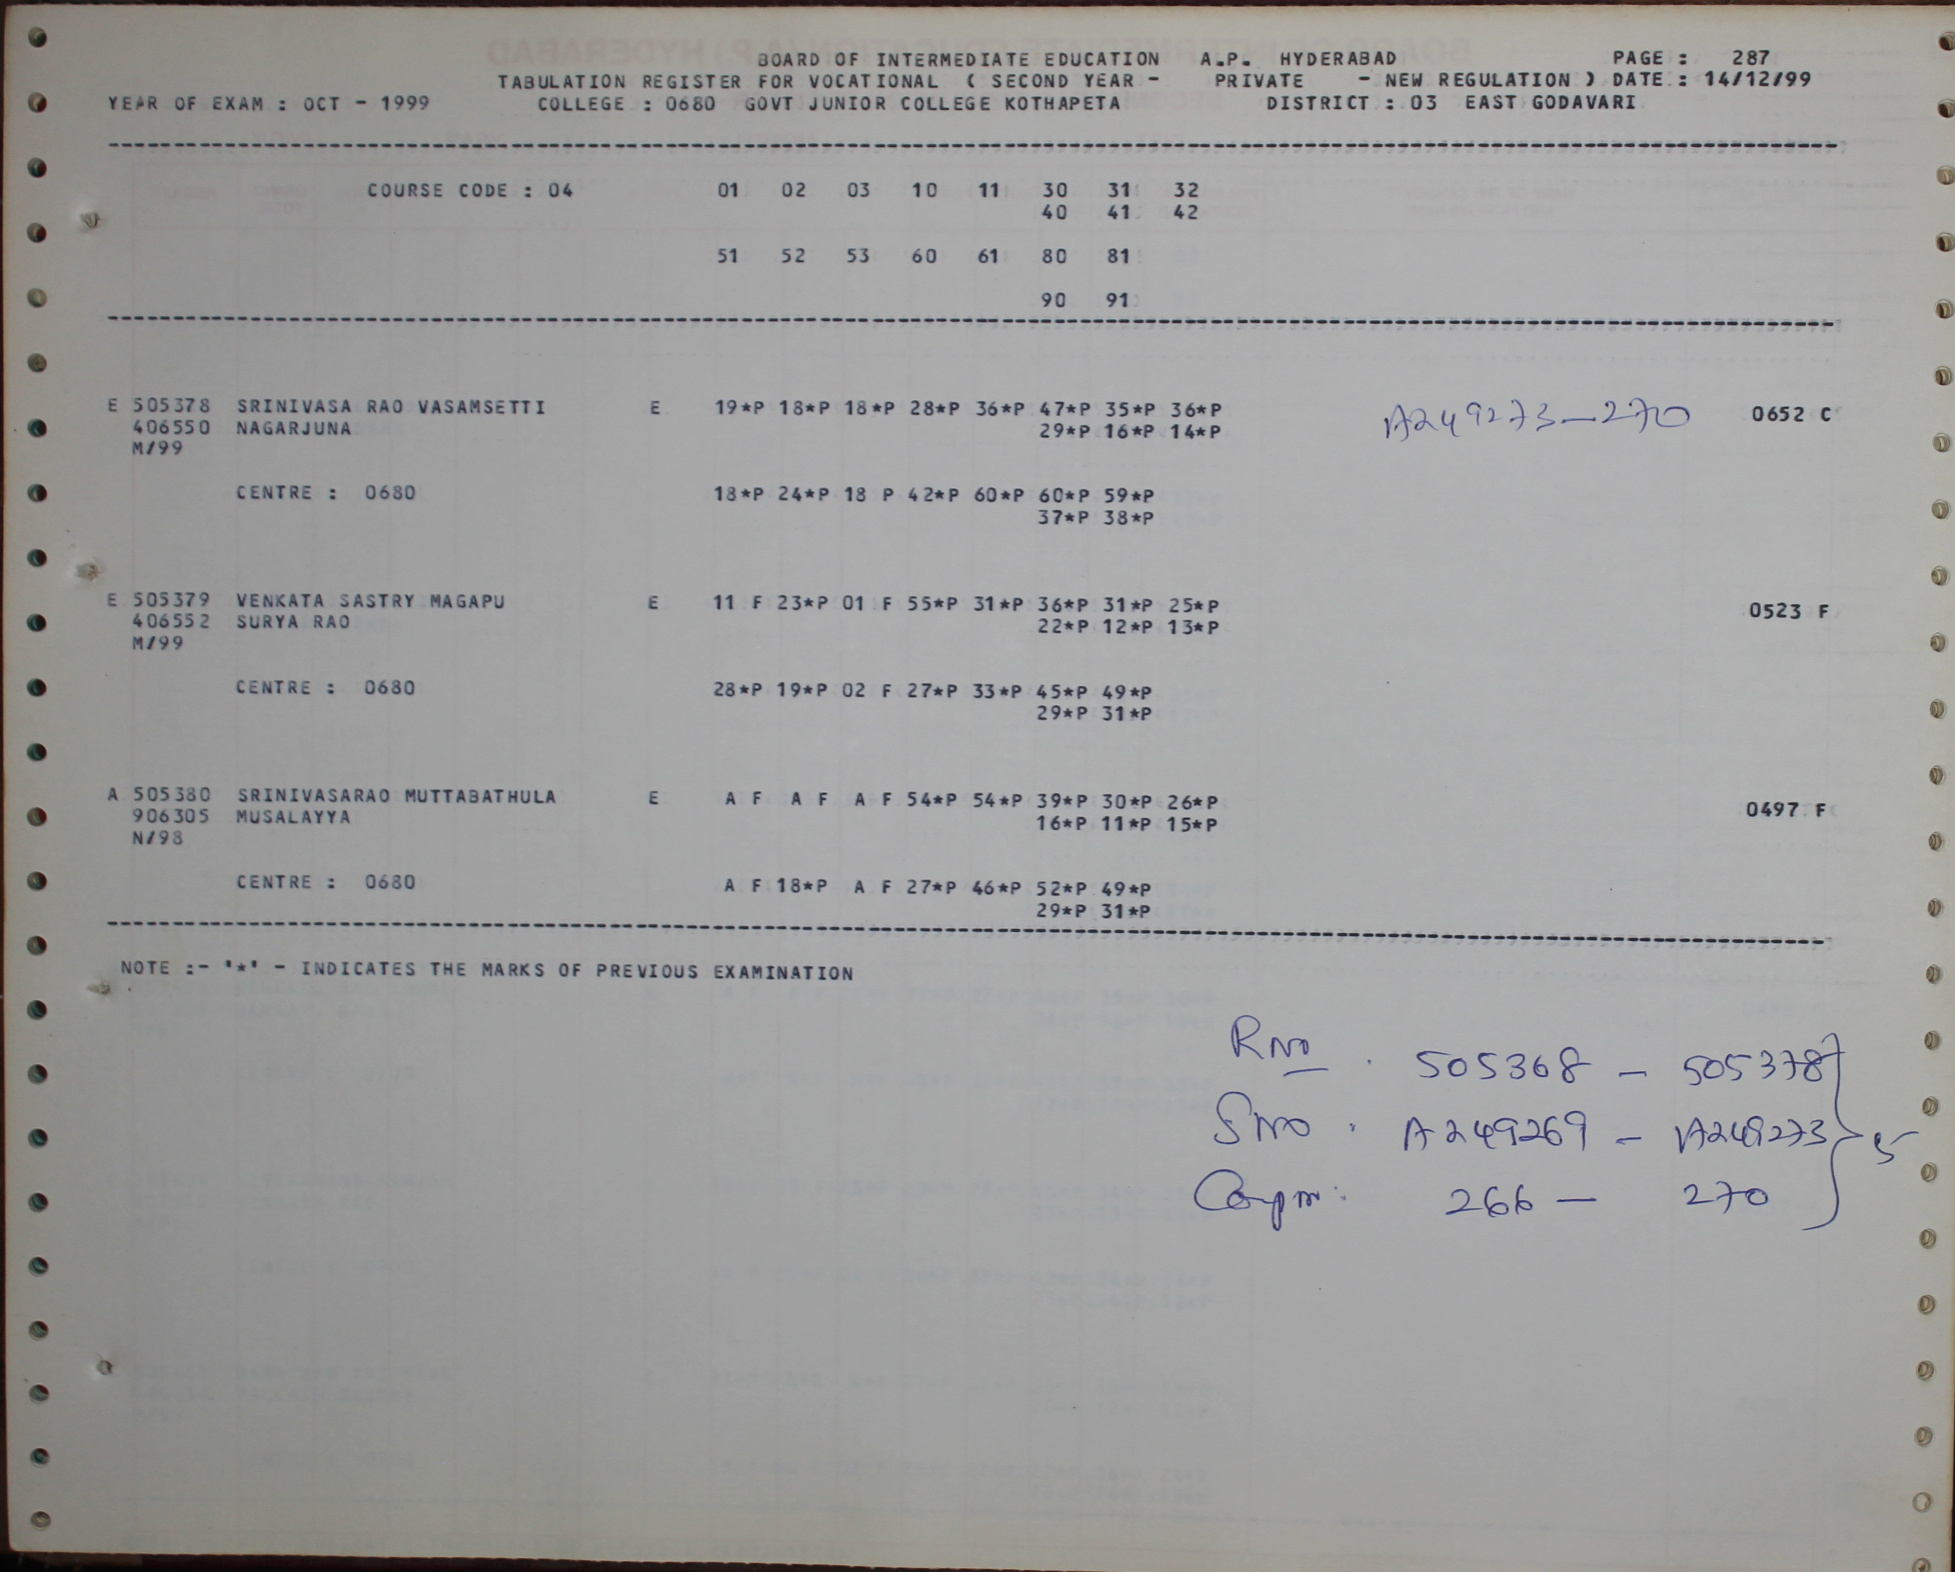 BOARD OF INTERMEDIATE EDUCATION A.P. HYDERABAD PAGE : 287
TABULATION REGISTER FOR VOCATIONAL ( SECOND YEAR - PRIVATE - NEW REGULATION ) DATE : 14/12/99
YEAR OF EXAM : OCT - 1999 COLLEGE : 0680 GOVT JUNIOR COLLEGE KOTHAPETA DISTRICT : 03 EAST GODAVARI
COURSE CODE : 04 01 02 03 10 11 30 31 32
40 41 42
51 52 53 60 61 80 81
90 91
E 505378 SRINIVASA RAO VASAMSETTI E 19*P 18*P 18*P 28*P 36*P 47*P 35*P 36*P A249273-270 0652 C
406550 NAGARJUNA 29*P 16*P 14*P
M/99
CENTRE : 0680 18*P 24*P 18 P 42*P 60*P 60*P 59*P
37*P 38*P
E 505379 VENKATA SASTRY MAGAPU E 11 F 23*P 01 F 55*P 31*P 36*P 31*P 25*P 0523 F
406552 SURYA RAO 22*P 12*P 13*P
M/99
CENTRE : 0680 28*P 19*P 02 F 27*P 33*P 45*P 49*P
29*P 31*P
A 505380 SRINIVASARAO MUTTABATHULA E A F A F A F 54*P 54*P 39*P 30*P 26*P 0497 F
906305 MUSALAYYA 16*P 11*P 15*P
N/98
CENTRE : 0680 A F 18*P A F 27*P 46*P 52*P 49*P
29*P 31*P
NOTE :- '*' - INDICATES THE MARKS OF PREVIOUS EXAMINATION
RNo . 505368 - 505378
SNo . A249269 - A249273 } 5
266 - 270